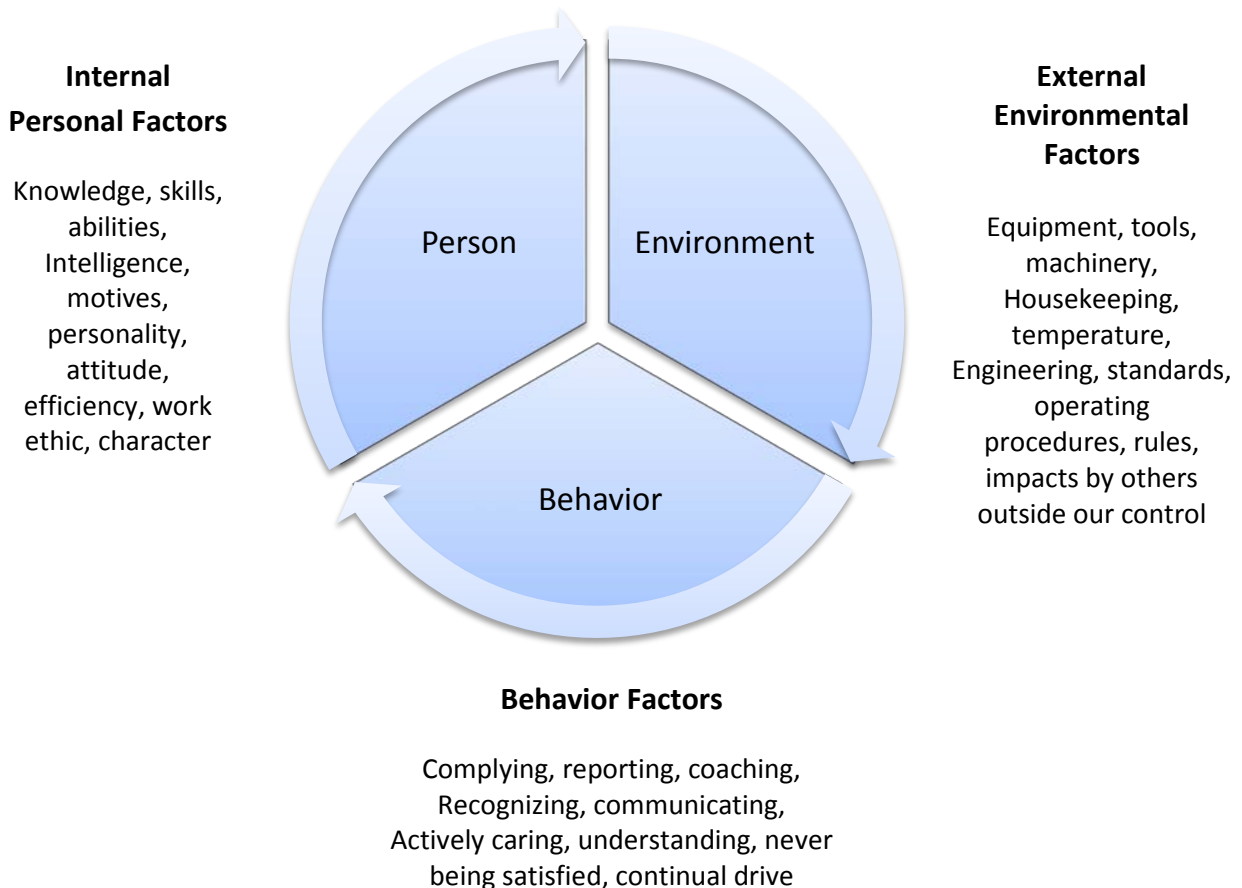 Internal
Personal Factors
Knowledge, skills,
abilities,
Intelligence,
motives,
personality,
attitude,
efficiency, work
ethic, character
Person
Environment
Behavior
External
Environmental
Factors
Equipment, tools,
machinery,
Housekeeping,
temperature,
Engineering, standards,
operating
procedures, rules,
impacts by others
outside our control
Behavior Factors
Complying, reporting, coaching,
Recognizing, communicating,
Actively caring, understanding, never
being satisfied, continual drive